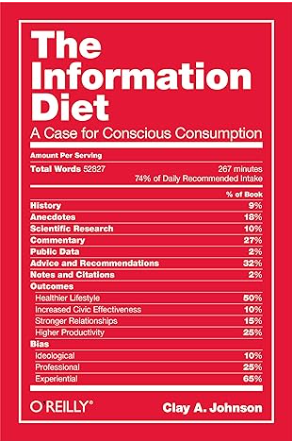 The
Information
Diet
A Case for Conscious Consumption
Amount Per Serving
Total Words 52827 267 minutes
74% of Daily Recommended Intake
% of Book
History 9%
Anecdotes 18%
Scientific Research 10%
Commentary 27%
Public Data 2%
Advice and Recommendations 32%
Notes and Citations 2%
Outcomes
Healthier Lifestyle 50%
Increased Civic Effectiveness 10%
Stronger Relationships 15%
Higher Productivity 25%
Bias
Ideological 10%
Professional 25%
Experiential 65%
O'REILLY® Clay A. Johnson